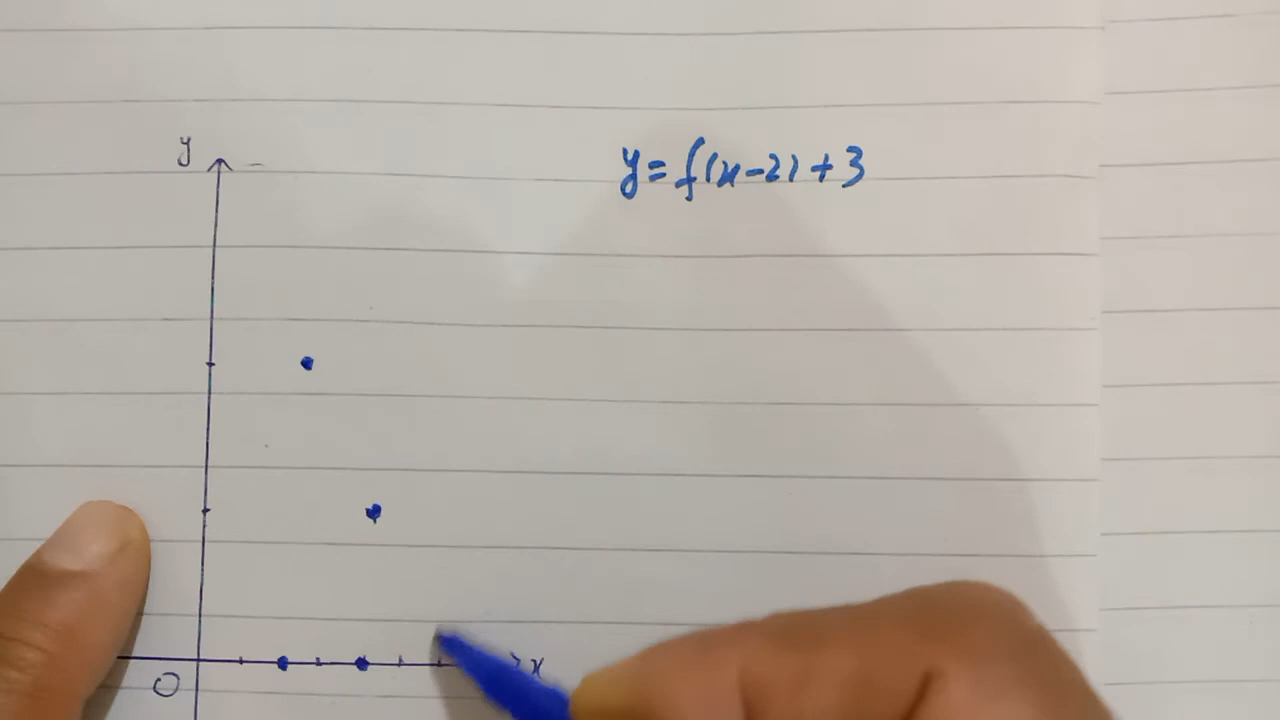 y
y = f(x-2) + 3
O
x